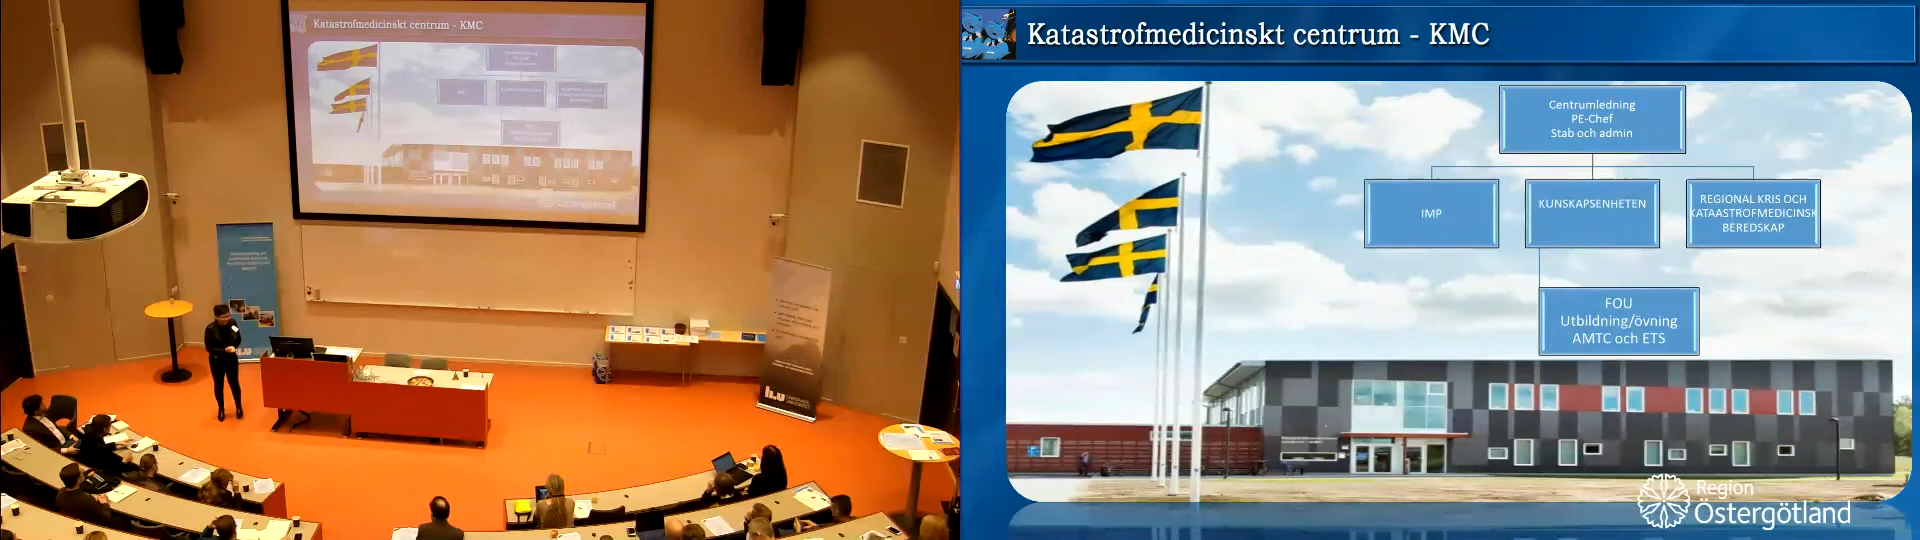 Katastrofmedicinskt centrum - KMC
Katastrofmedicinskt centrum - KMC
Centrumledning
PE-Chef
Stab och admin
IMP
KUNSKAPSENHETEN
REGIONAL KRIS OCH
KATAASTROFMEDICINSK
BEREDSKAP
FOU
Utbildning/övning
AMTC och ETS
Region
Östergötland